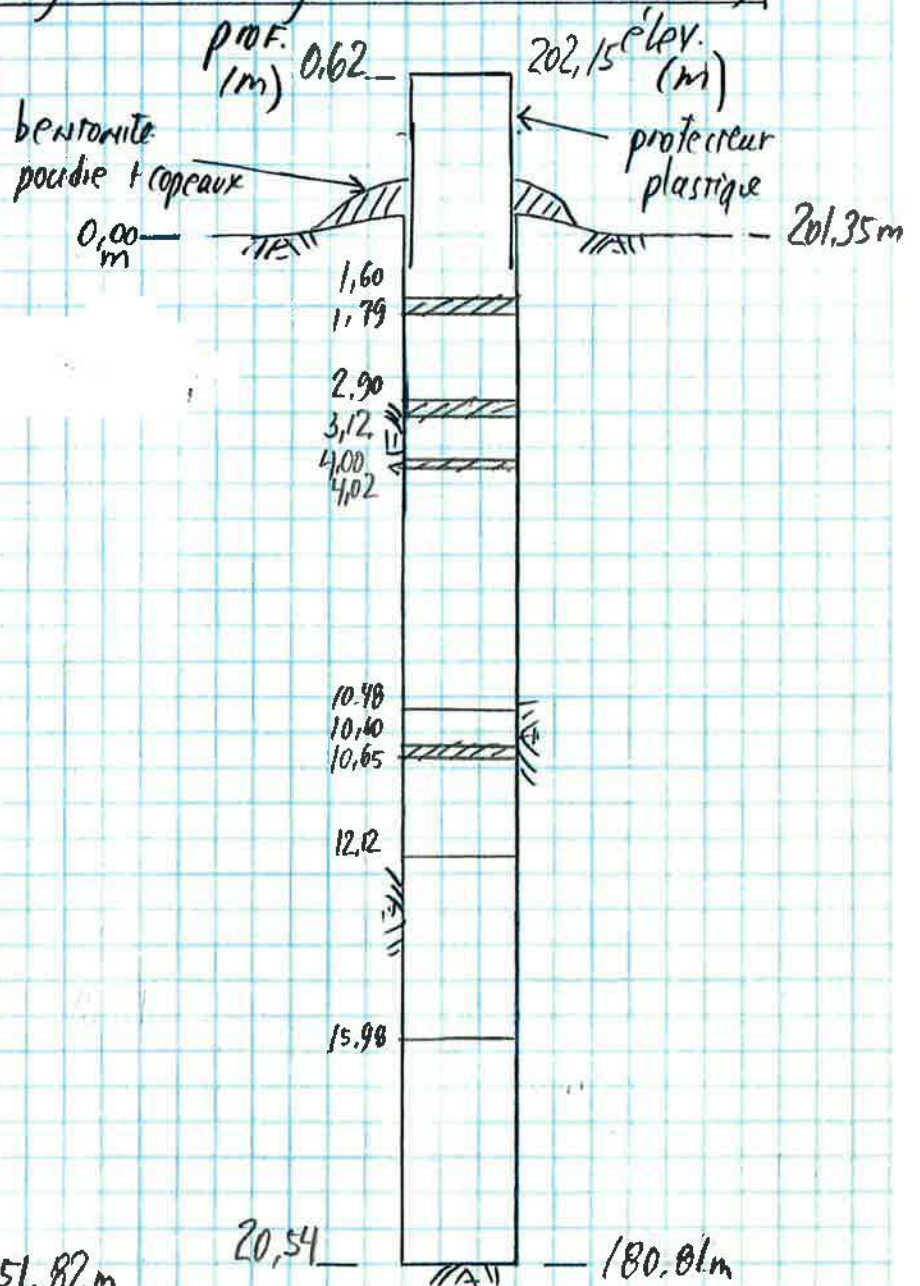 prof.
(m)
0,62
202,15
élev.
(m)
bentonite
poudre + copeaux
protecteur
plastique
0,00
m
201,35 m
1,60
1,79
2,90
3,12
4,00
4,02
10.48
10,60
10,65
12,12
15.98
20,54
180.81m
51,82m